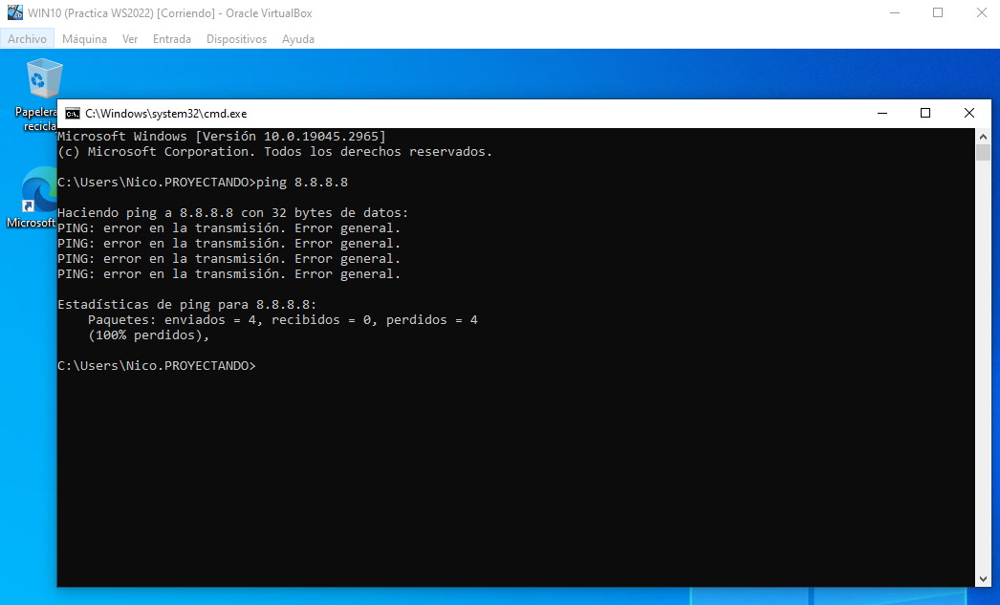 WIN10 (Practica WS2022) [Corriendo] - Oracle VirtualBox
Archivo Máquina Ver Entrada Dispositivos Ayuda
Papelera
recicla
Microsoft
C:\Windows\system32\cmd.exe
Microsoft Windows [Versión 10.0.19045.2965]
(c) Microsoft Corporation. Todos los derechos reservados.
C:\Users\Nico.PROYECTANDO>ping 8.8.8.8
Haciendo ping a 8.8.8.8 con 32 bytes de datos:
PING: error en la transmisión. Error general.
PING: error en la transmisión. Error general.
PING: error en la transmisión. Error general.
PING: error en la transmisión. Error general.
Estadísticas de ping para 8.8.8.8:
Paquetes: enviados = 4, recibidos = 0, perdidos = 4
(100% perdidos),
C:\Users\Nico.PROYECTANDO>